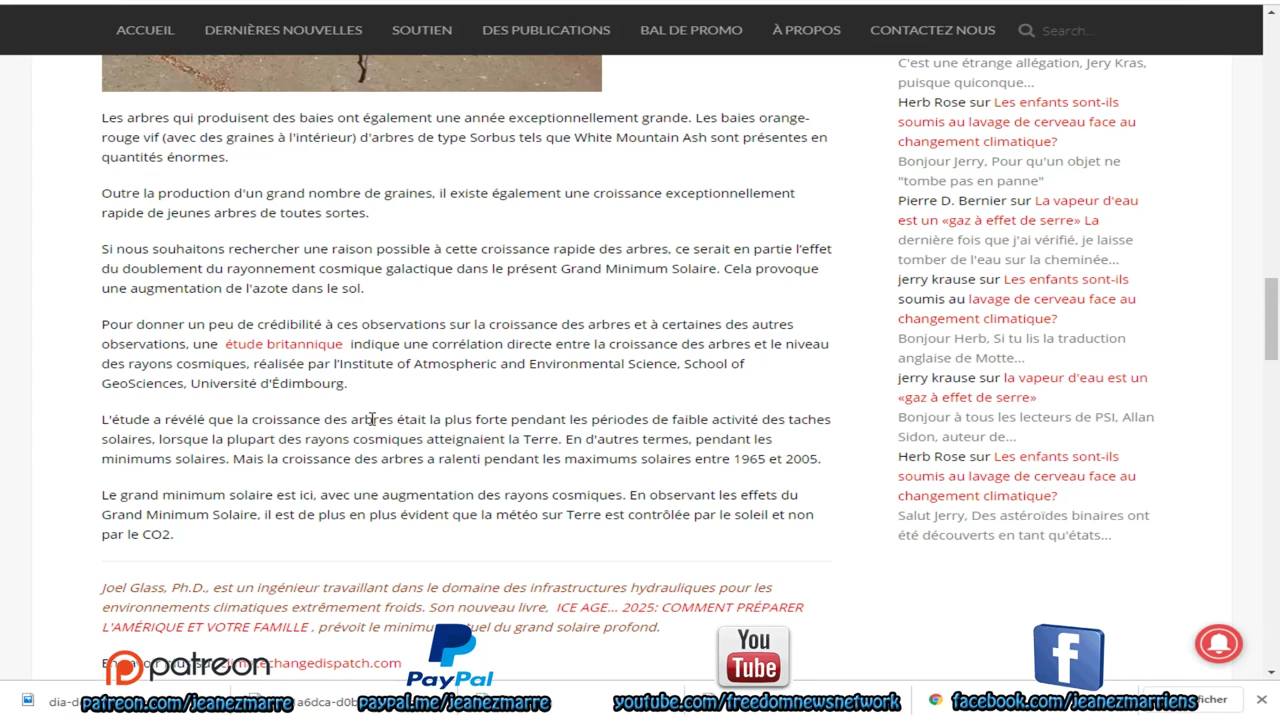 ACCUEIL DERNIÈRES NOUVELLES SOUTIEN DES PUBLICATIONS BAL DE PROMO À PROPOS CONTACTEZ NOUS Search...
Les arbres qui produisent des baies ont également une année exceptionnellement grande. Les baies orange-
rouge vif (avec des graines à l'intérieur) d'arbres de type Sorbus tels que White Mountain Ash sont présentes en
quantités énormes.
Outre la production d'un grand nombre de graines, il existe également une croissance exceptionnellement
rapide de jeunes arbres de toutes sortes.
Si nous souhaitons rechercher une raison possible à cette croissance rapide des arbres, ce serait en partie l'effet
du doublement du rayonnement cosmique galactique dans le présent Grand Minimum Solaire. Cela provoque
une augmentation de l'azote dans le sol.
Pour donner un peu de crédibilité à ces observations sur la croissance des arbres et à certaines des autres
observations, une étude britannique indique une corrélation directe entre la croissance des arbres et le niveau
des rayons cosmiques, réalisée par l'Institute of Atmospheric and Environmental Science, School of
GeoSciences, Université d'Édimbourg.
L'étude a révélé que la croissance des arbres était la plus forte pendant les périodes de faible activité des taches
solaires, lorsque la plupart des rayons cosmiques atteignaient la Terre. En d'autres termes, pendant les
minimums solaires. Mais la croissance des arbres a ralenti pendant les maximums solaires entre 1965 et 2005.
Le grand minimum solaire est ici, avec une augmentation des rayons cosmiques. En observant les effets du
Grand Minimum Solaire, il est de plus en plus évident que la météo sur Terre est contrôlée par le soleil et non
par le CO2.
Joel Glass, Ph.D., est un ingénieur travaillant dans le domaine des infrastructures hydrauliques pour les
environnements climatiques extrêmement froids. Son nouveau livre, ICE AGE... 2025: COMMENT PRÉPARER
L'AMÉRIQUE ET VOTRE FAMILLE , prévoit le du grand solaire profond.
C'est une étrange allégation, Jery Kras,
puisque quiconque...
Herb Rose sur Les enfants sont-ils
soumis au lavage de cerveau face au
changement climatique?
Bonjour Jerry, Pour qu'un objet ne
"tombe pas en panne"
Pierre D. Bernier sur La vapeur d'eau
est un «gaz à effet de serre» La
dernière fois que j'ai vérifié, je laisse
tomber de l'eau sur la cheminée...
jerry krause sur Les enfants sont-ils
soumis au lavage de cerveau face au
changement climatique?
Bonjour Herb, Si tu lis la traduction
anglaise de Motte...
jerry krause sur la vapeur d'eau est un
«gaz à effet de serre»
Bonjour à tous les lecteurs de PSI, Allan
Sidon, auteur de...
Herb Rose sur Les enfants sont-ils
soumis au lavage de cerveau face au
changement climatique?
Salut Jerry, Des astéroïdes binaires ont
été découverts en tant qu'états...
patreon
PayPal
You
Tube
patreon.com/jeanezmarre paypal.me/jeanezmarre youtube.com/freedomnewsnetwork facebook.com/jeanezmarriens